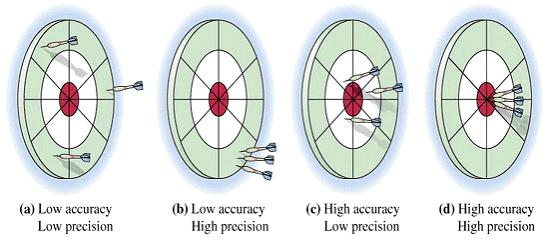 (a) Low accuracy
Low precision
(b) Low accuracy
High precision
(c) High accuracy
Low precision
(d) High accuracy
High precision